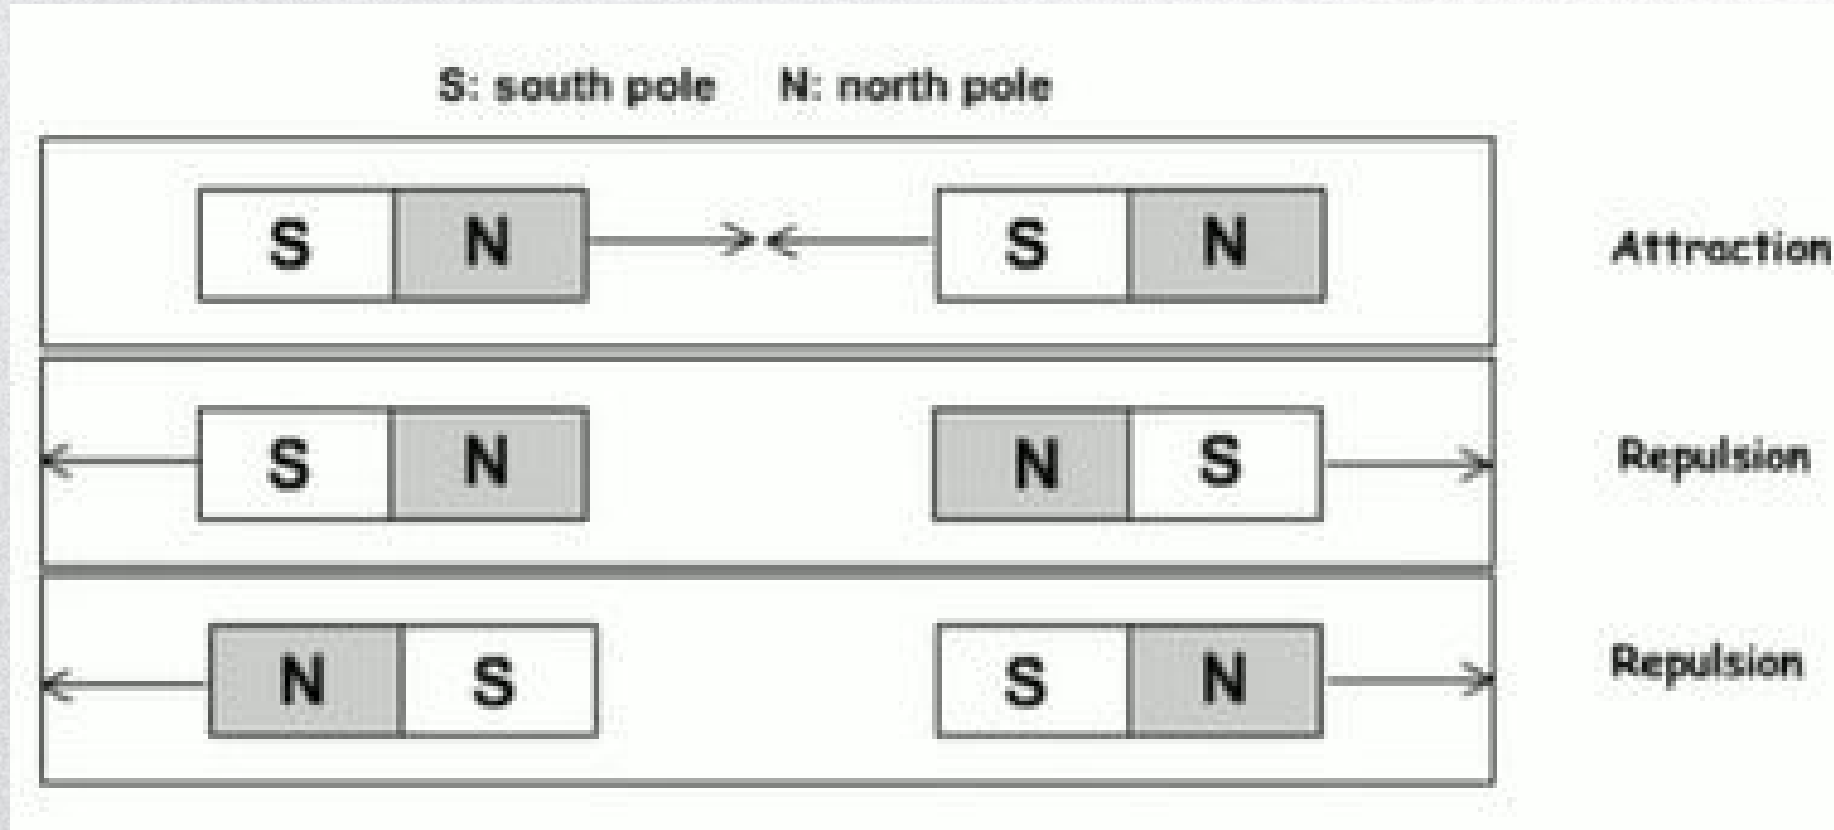 S: south pole N: north pole
S N S N Attraction
S N N S Repulsion
N S S N Repulsion